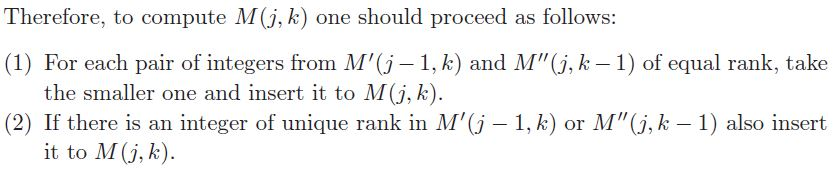 Therefore, to compute M(j, k) one should proceed as follows:
(1) For each pair of integers from M′(j − 1, k) and M″(j, k − 1) of equal rank, take
the smaller one and insert it to M(j, k).
(2) If there is an integer of unique rank in M′(j − 1, k) or M″(j, k − 1) also insert
it to M(j, k).